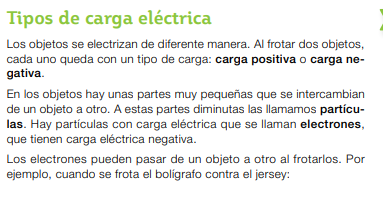 Tipos de carga eléctrica
Los objetos se electrizan de diferente manera. Al frotar dos objetos,
cada uno queda con un tipo de carga: carga positiva o carga ne-
gativa.
En los objetos hay unas partes muy pequeñas que se intercambian
de un objeto a otro. A estas partes diminutas las llamamos partícu-
las. Hay partículas con carga eléctrica que se llaman electrones,
que tienen carga eléctrica negativa.
Los electrones pueden pasar de un objeto a otro al frotarlos. Por
ejemplo, cuando se frota el bolígrafo contra el jersey: